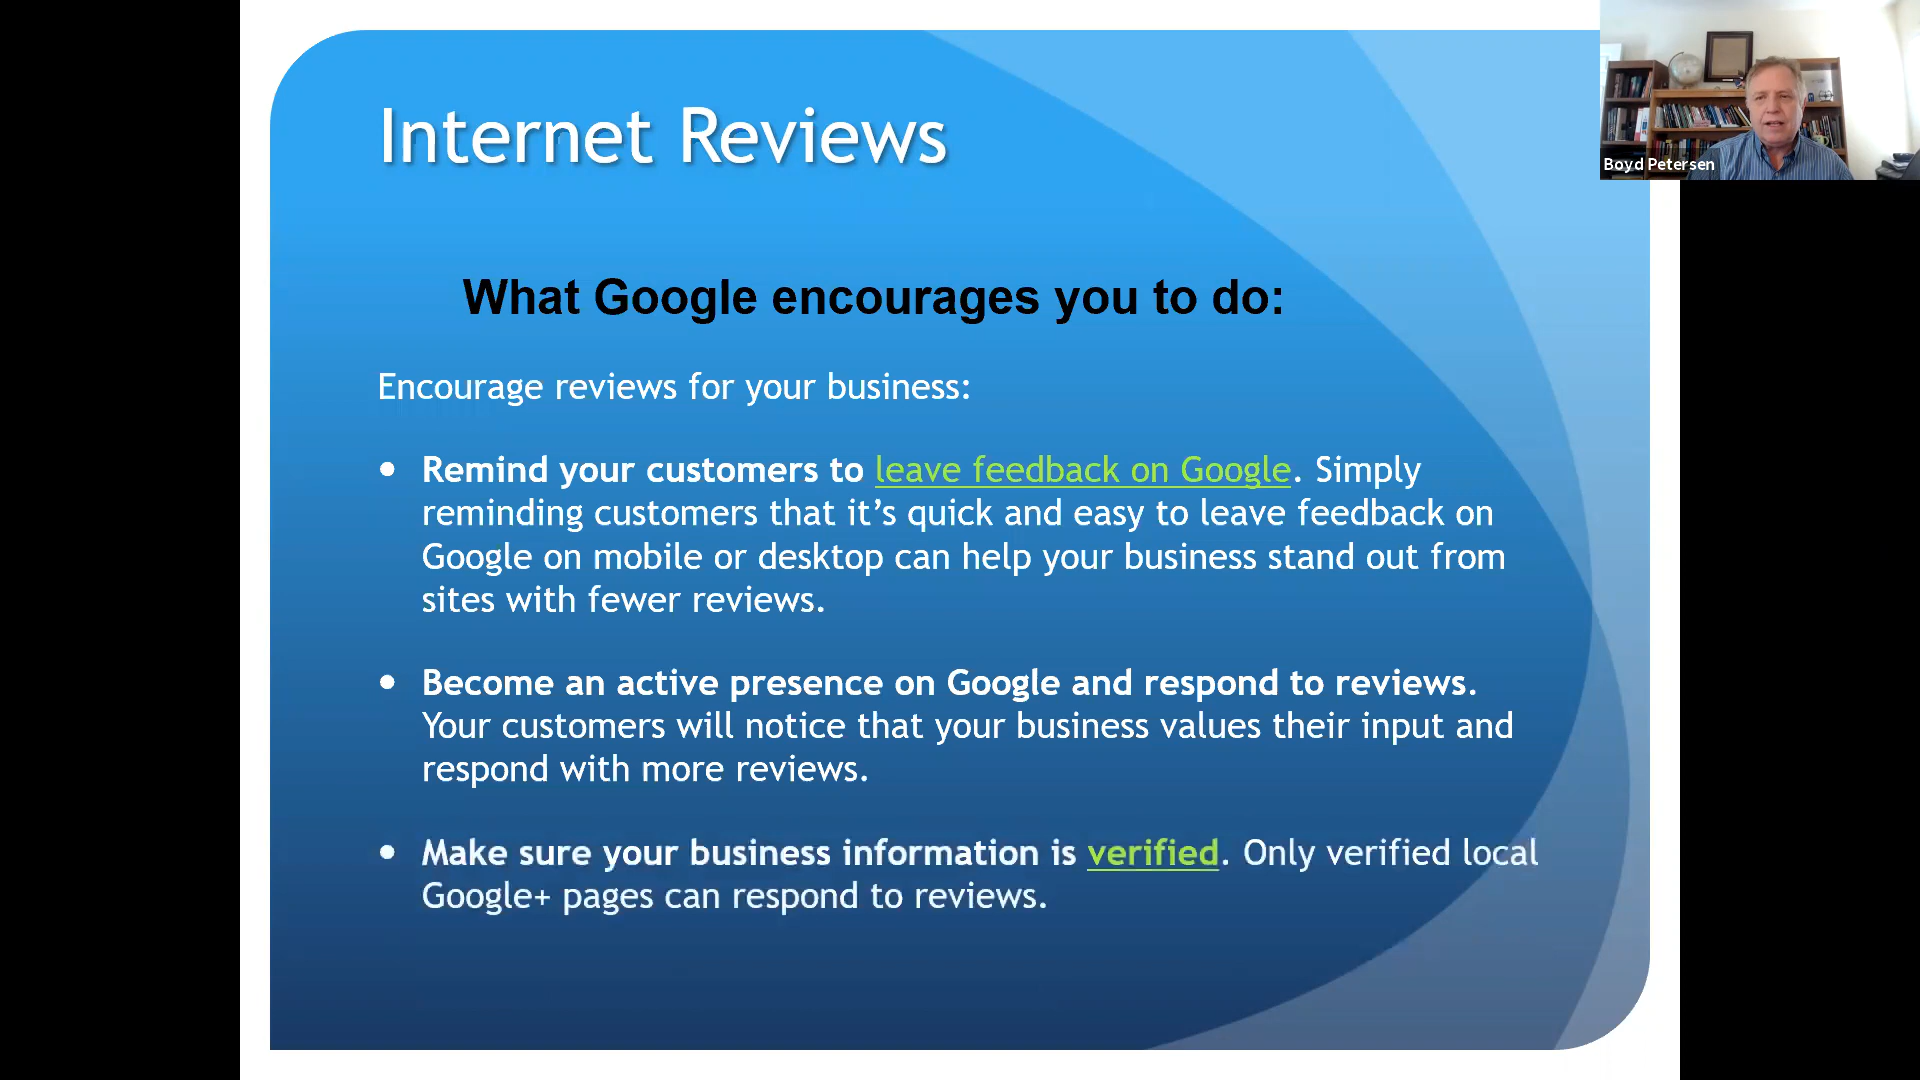 Internet Reviews
Boyd Petersen
What Google encourages you to do:
Encourage reviews for your business:
• Remind your customers to leave feedback on Google. Simply
reminding customers that it’s quick and easy to leave feedback on
Google on mobile or desktop can help your business stand out from
sites with fewer reviews.
• Become an active presence on Google and respond to reviews.
Your customers will notice that your business values their input and
respond with more reviews.
• Make sure your business information is verified. Only verified local
Google+ pages can respond to reviews.